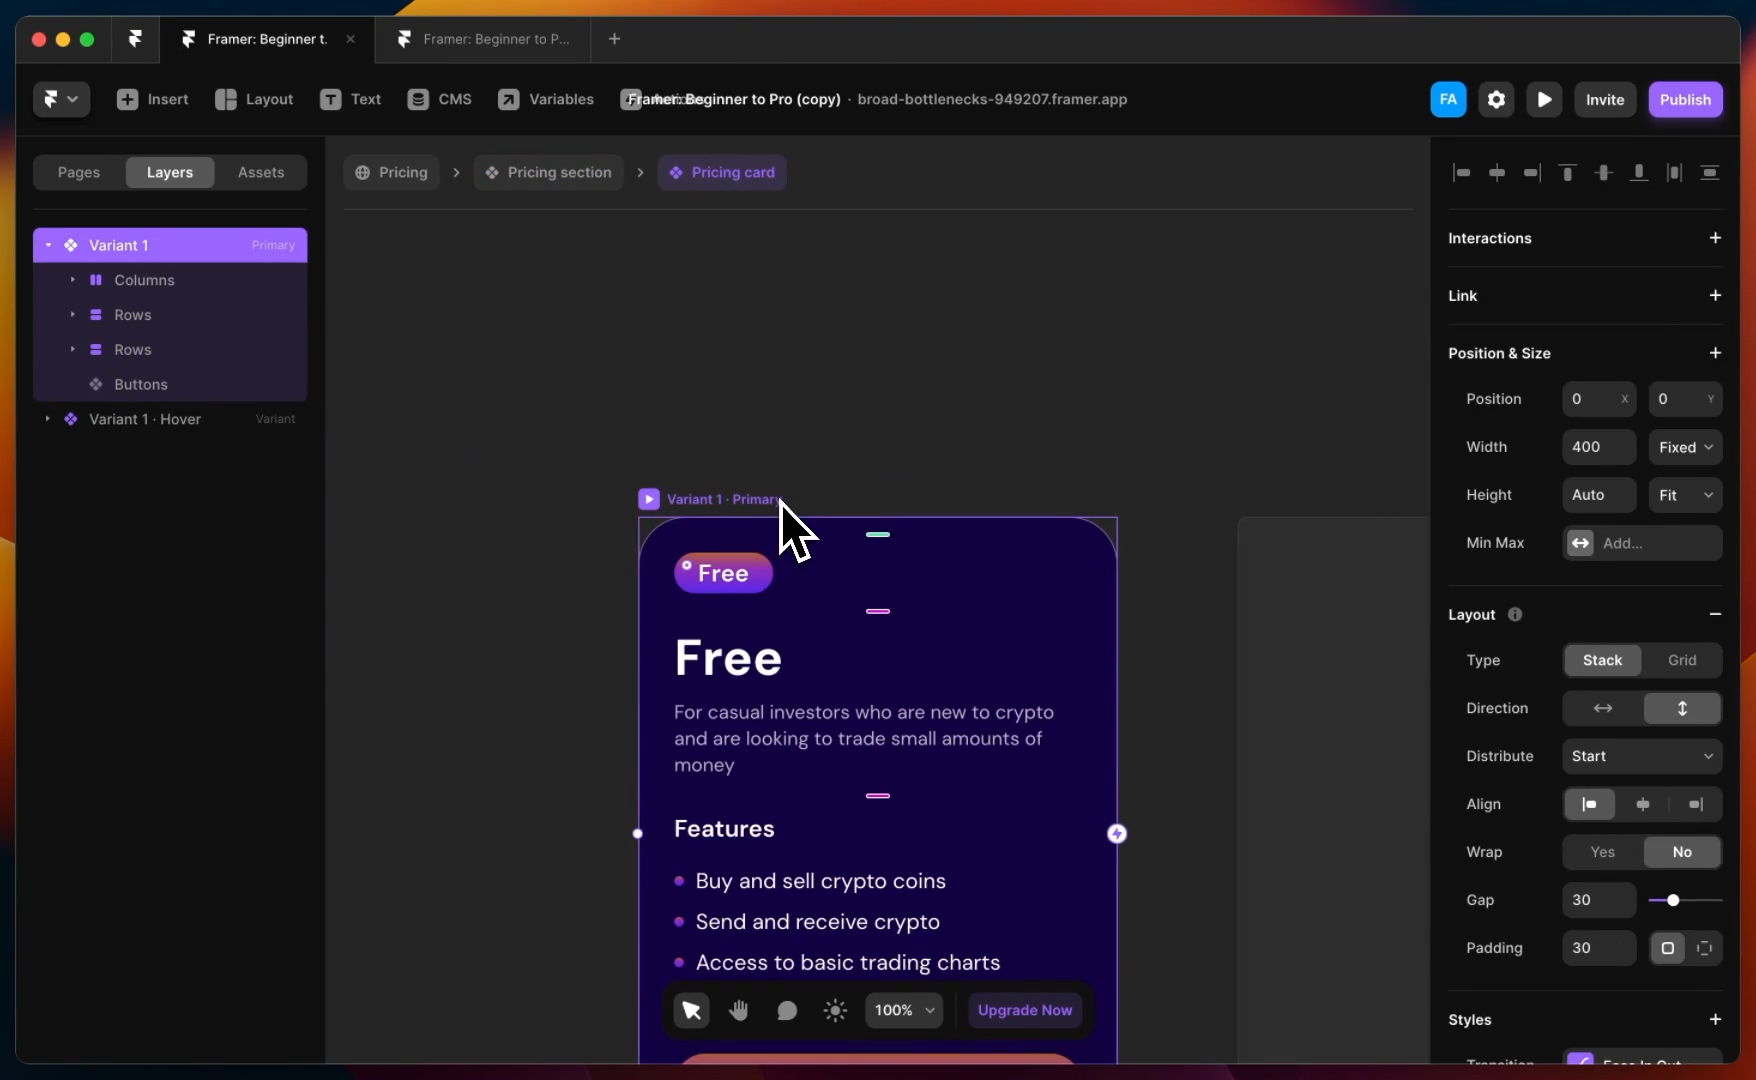 Framer: Beginner t.
Framer: Beginner to P...
Insert
Layout
Text
CMS
Variables
Framer: Beginner to Pro (copy) · broad-bottlenecks-949207.framer.app
FA
Invite
Publish
Pages
Layers
Assets
Pricing
Pricing section
Pricing card
Variant 1
Primary
Columns
Rows
Rows
Buttons
Variant 1 · Hover
Variant
Variant 1 · Primary
Free
Free
For casual investors who are new to crypto
and are looking to trade small amounts of
money
Features
Buy and sell crypto coins
Send and receive crypto
Access to basic trading charts
100%
Upgrade Now
Interactions
Link
Position & Size
Position
0 X
0 Y
Width
400
Fixed
Height
Auto
Fit
Min Max
Add...
Layout
Type
Stack
Grid
Direction
Distribute
Start
Align
Wrap
Yes
No
Gap
30
Padding
30
Styles
Transition
Ease In Out